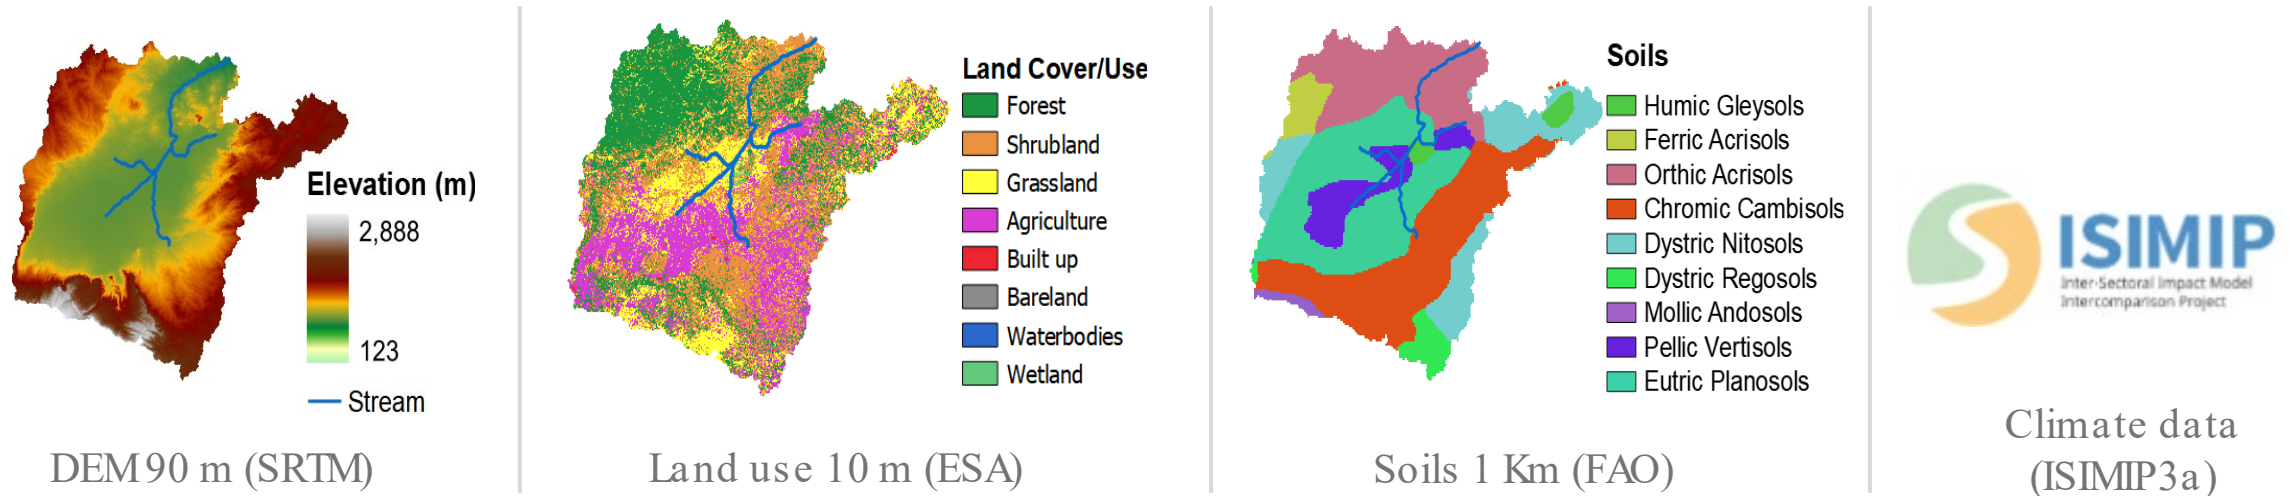 Elevation (m)
2,888
123
Stream
DEM 90 m (SRTM)
Land Cover/Use
Forest
Shrubland
Grassland
Agriculture
Built up
Bareland
Waterbodies
Wetland
Land use 10 m (ESA)
Soils
Humic Gleysols
Ferric Acrisols
Orthic Acrisols
Chromic Cambisols
Dystric Nitosols
Dystric Regosols
Mollic Andosols
Pellic Vertisols
Eutric Planosols
Soils 1 Km (FAO)
ISIMIP
Inter-Sectoral Impact Model
Intercomparison Project
Climate data
(ISIMIP3a)